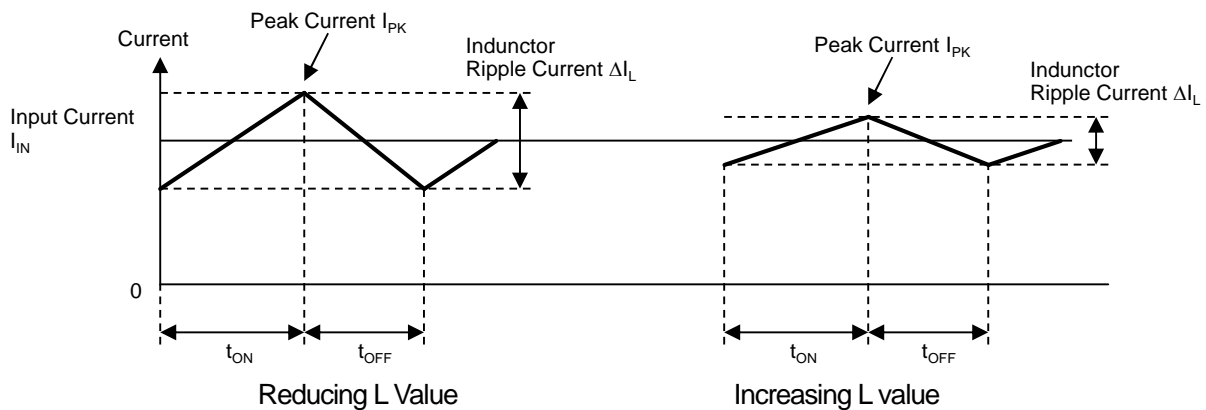 Peak Current I_PK
Current
Indunctor
Ripple Current ΔI_L
Input Current
I_IN
0
t_ON
t_OFF
Reducing L Value
Peak Current I_PK
Indunctor
Ripple Current ΔI_L
t_ON
t_OFF
Increasing L value